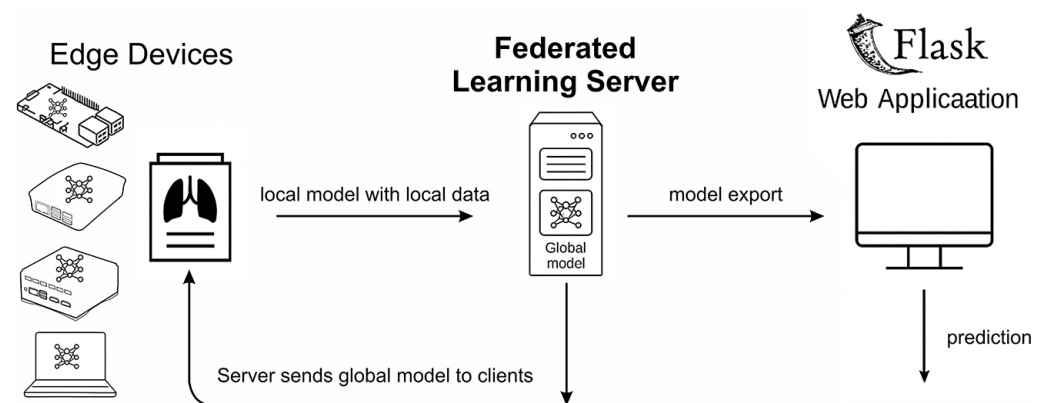 Edge Devices
Federated
Learning Server
Flask
Web Applicaation
local model with local data
model export
Global
model
prediction
Server sends global model to clients